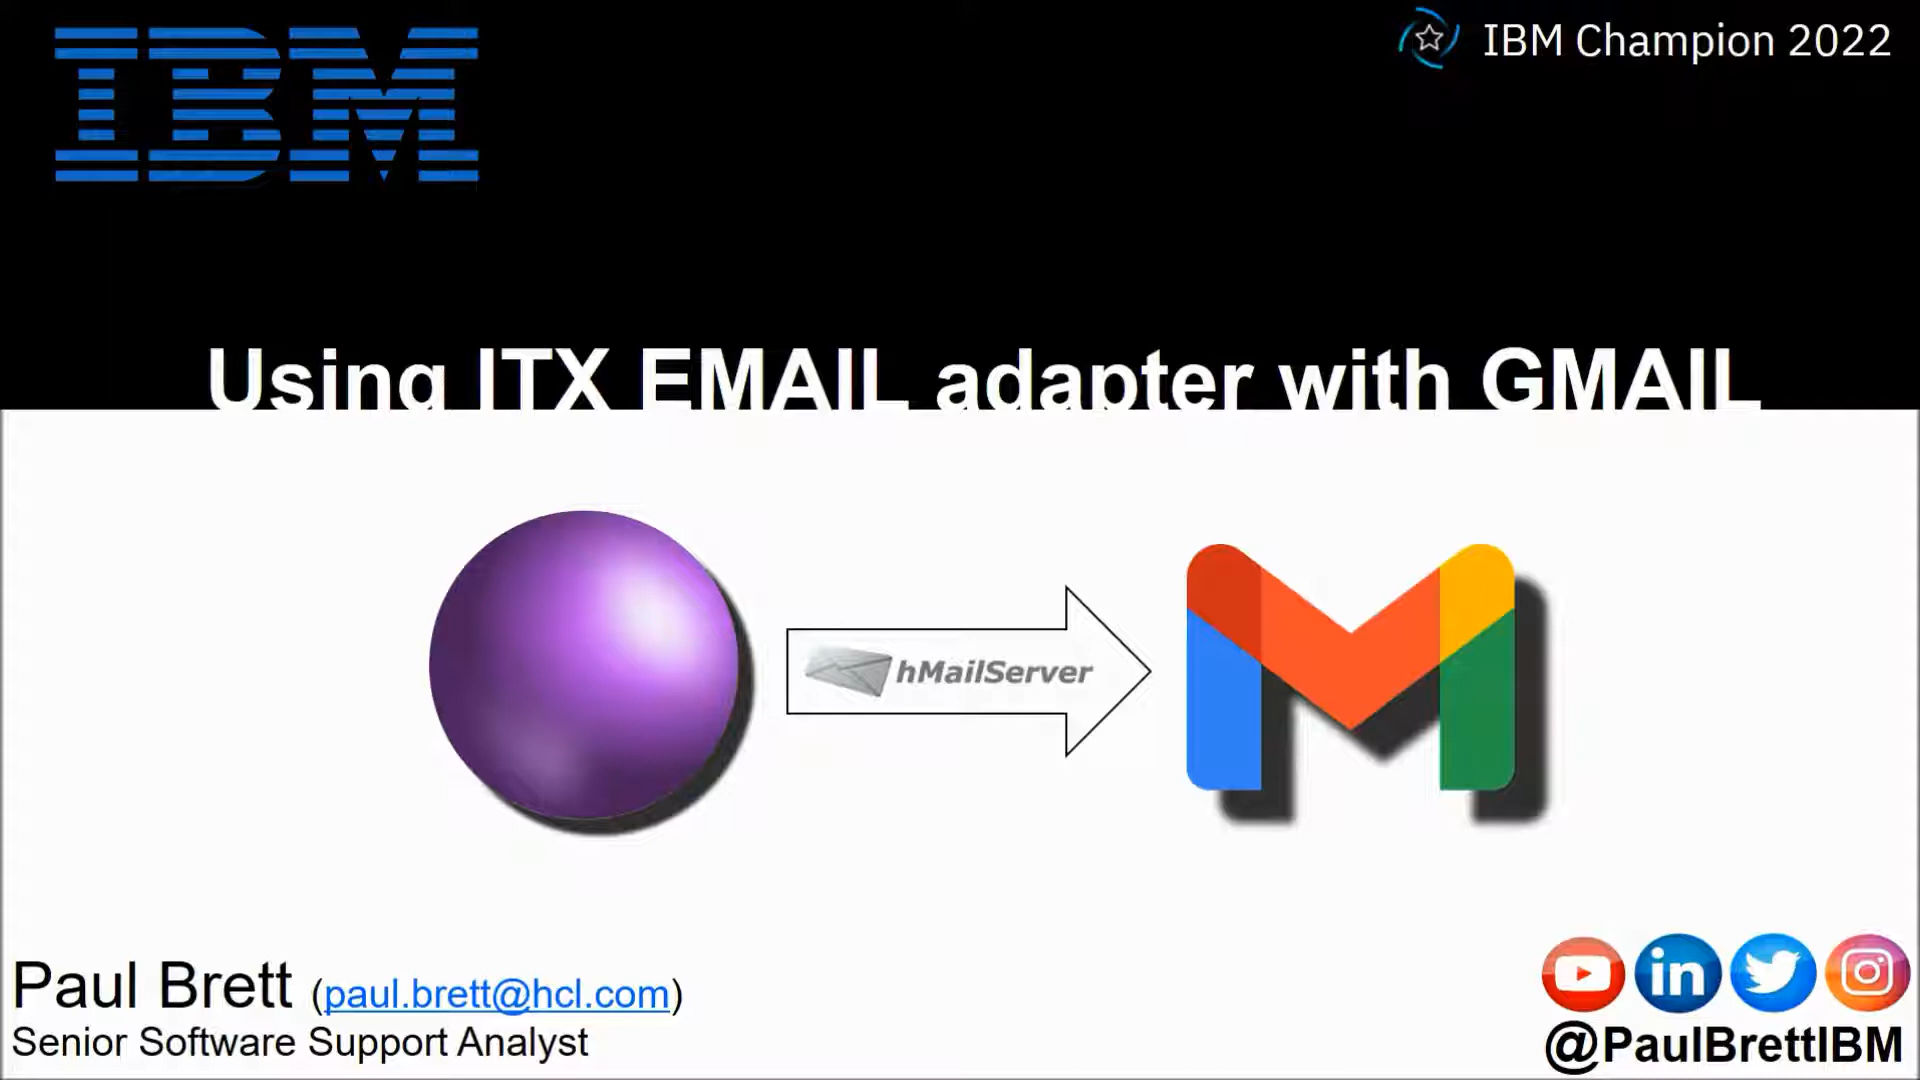 IBM
IBM Champion 2022
Using ITX EMAIL adapter with GMAIL
hMailServer
Paul Brett (paul.brett@hcl.com)
Senior Software Support Analyst
in
@PaulBrettIBM